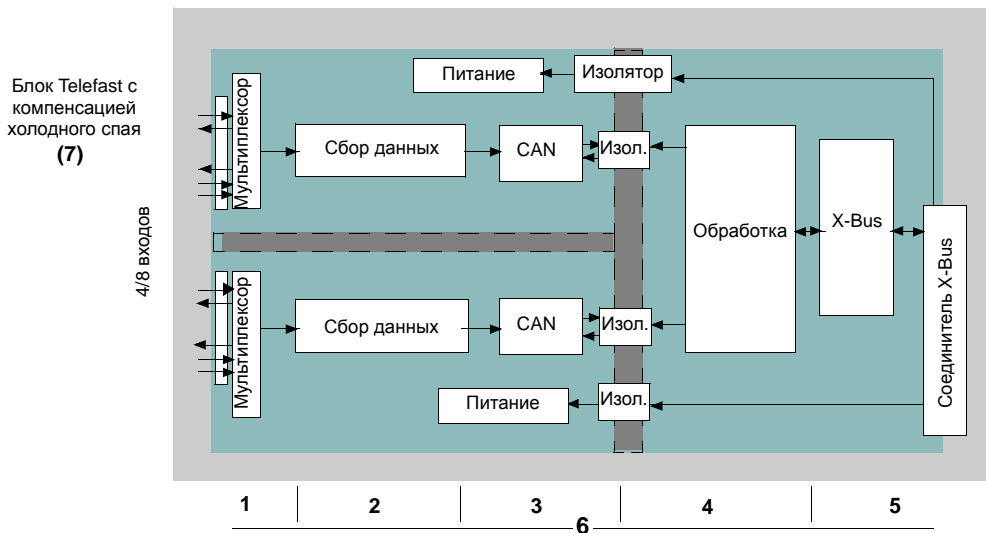 Блок Telefast с
компенсацией
холодного спая
(7)
4/8 входов
Питание
Изолятор
Мультиплексор
Сбор данных
CAN
Изол.
Обработка
X-Bus
Соединитель X-Bus
Мультиплексор
Сбор данных
CAN
Изол.
Питание
Изол.
1
2
3
4
5
6